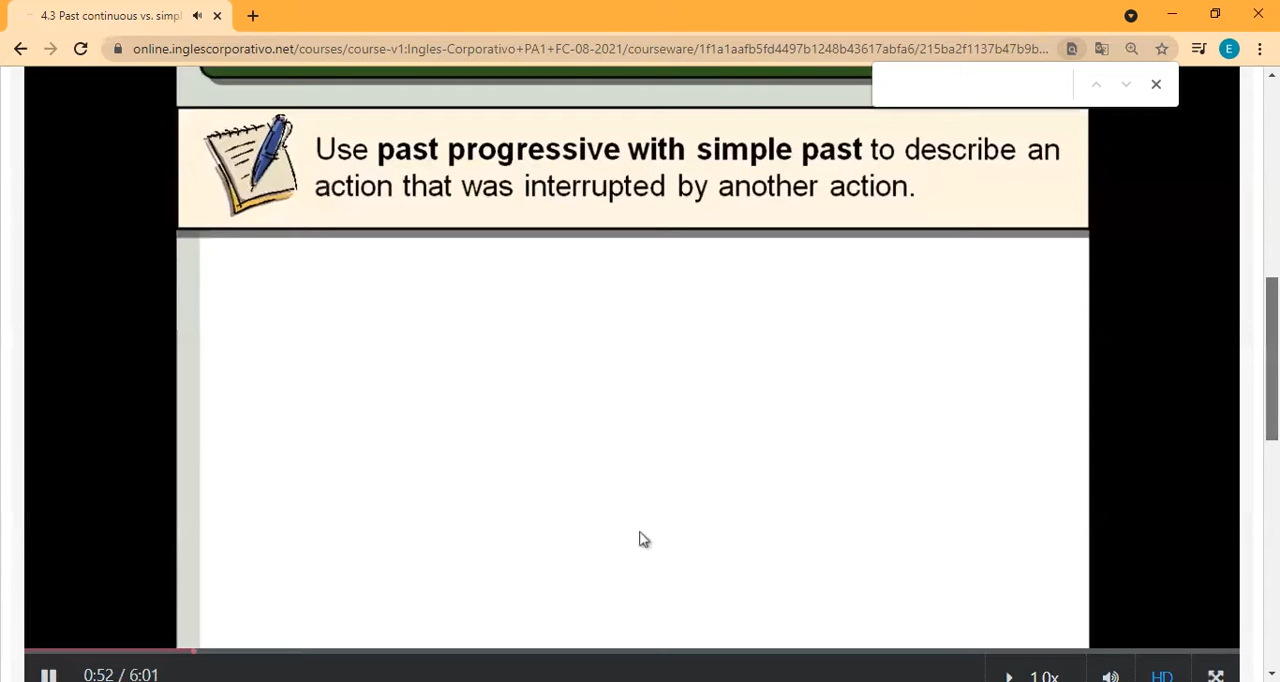 4.3 Past continuous vs. simpl
online.inglescorporativo.net/courses/course-v1:Ingles-Corporativo+PA1+FC-08-2021/courseware/1f1a1aafb5fd4497b1248b43617abfa6/215ba2f1137b47b9b...
E
Use past progressive with simple past to describe an
action that was interrupted by another action.
0:52 / 6:01
1.0x
HD